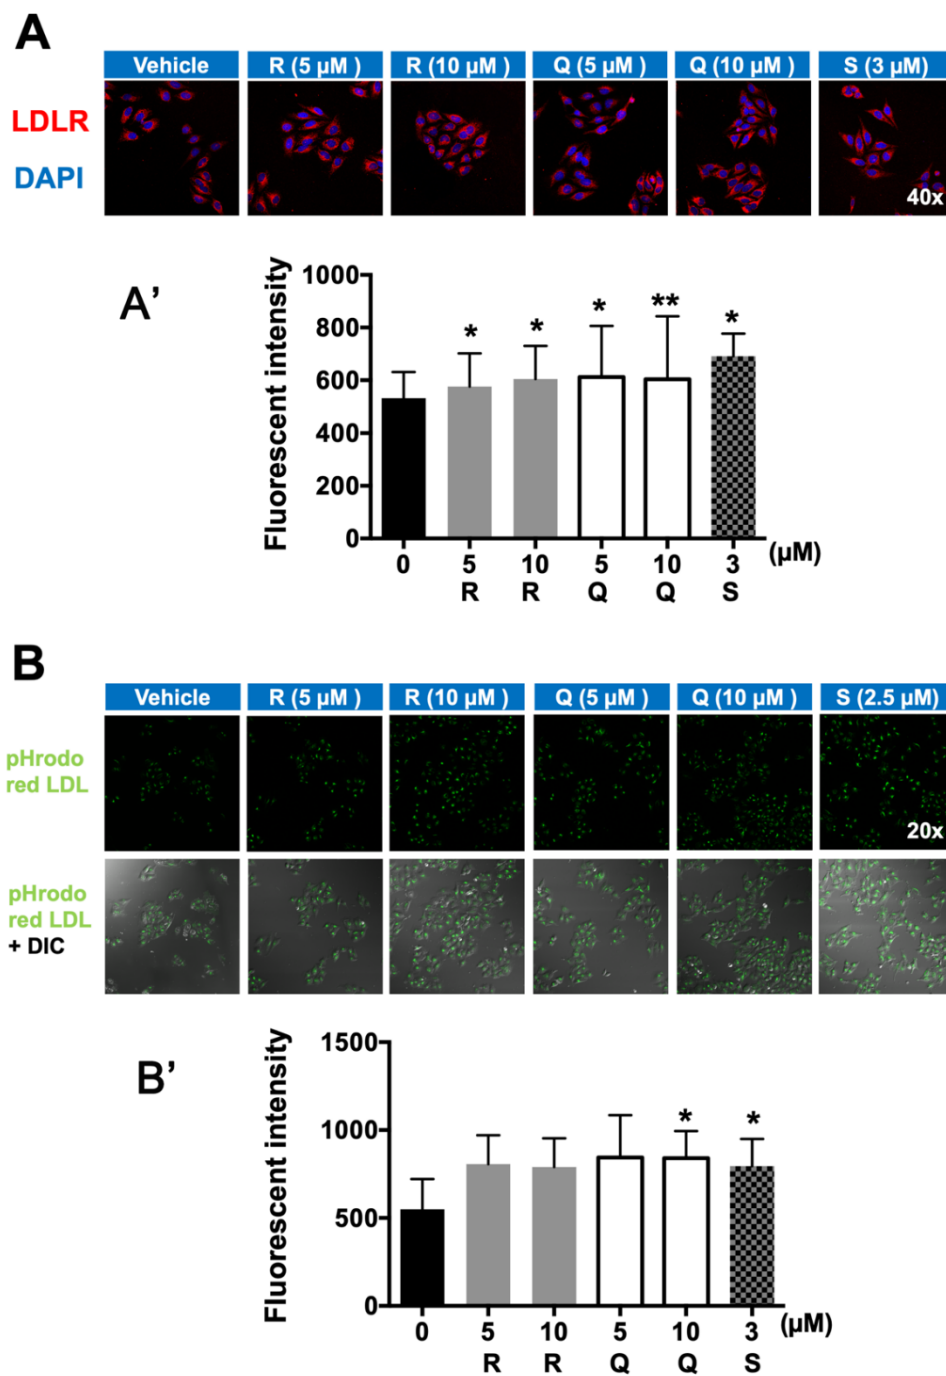 A
Vehicle R (5 µM ) R (10 µM ) Q (5 µM ) Q (10 µM ) S (3 µM)
LDLR
DAPI
40x
A’
Fluorescent intensity
1000
800
600
400
200
0
* * * ** *
0 5 10 5 10 3 (µM)
R R Q Q S
B
Vehicle R (5 µM ) R (10 µM ) Q (5 µM ) Q (10 µM ) S (2.5 µM)
pHrodo
red LDL
20x
pHrodo
red LDL
+ DIC
B’
Fluorescent intensity
1500
1000
500
0
* *
0 5 10 5 10 3 (µM)
R R Q Q S